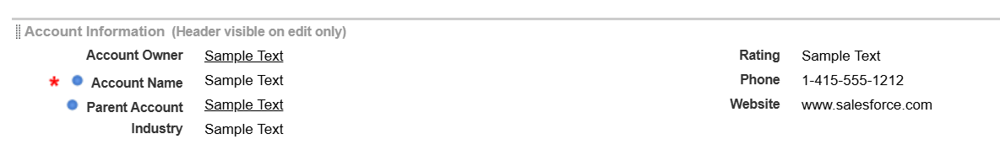 Account Information (Header visible on edit only)
Account Owner Sample Text
* Account Name Sample Text
Parent Account Sample Text
Industry Sample Text
Rating Sample Text
Phone 1-415-555-1212
Website www.salesforce.com